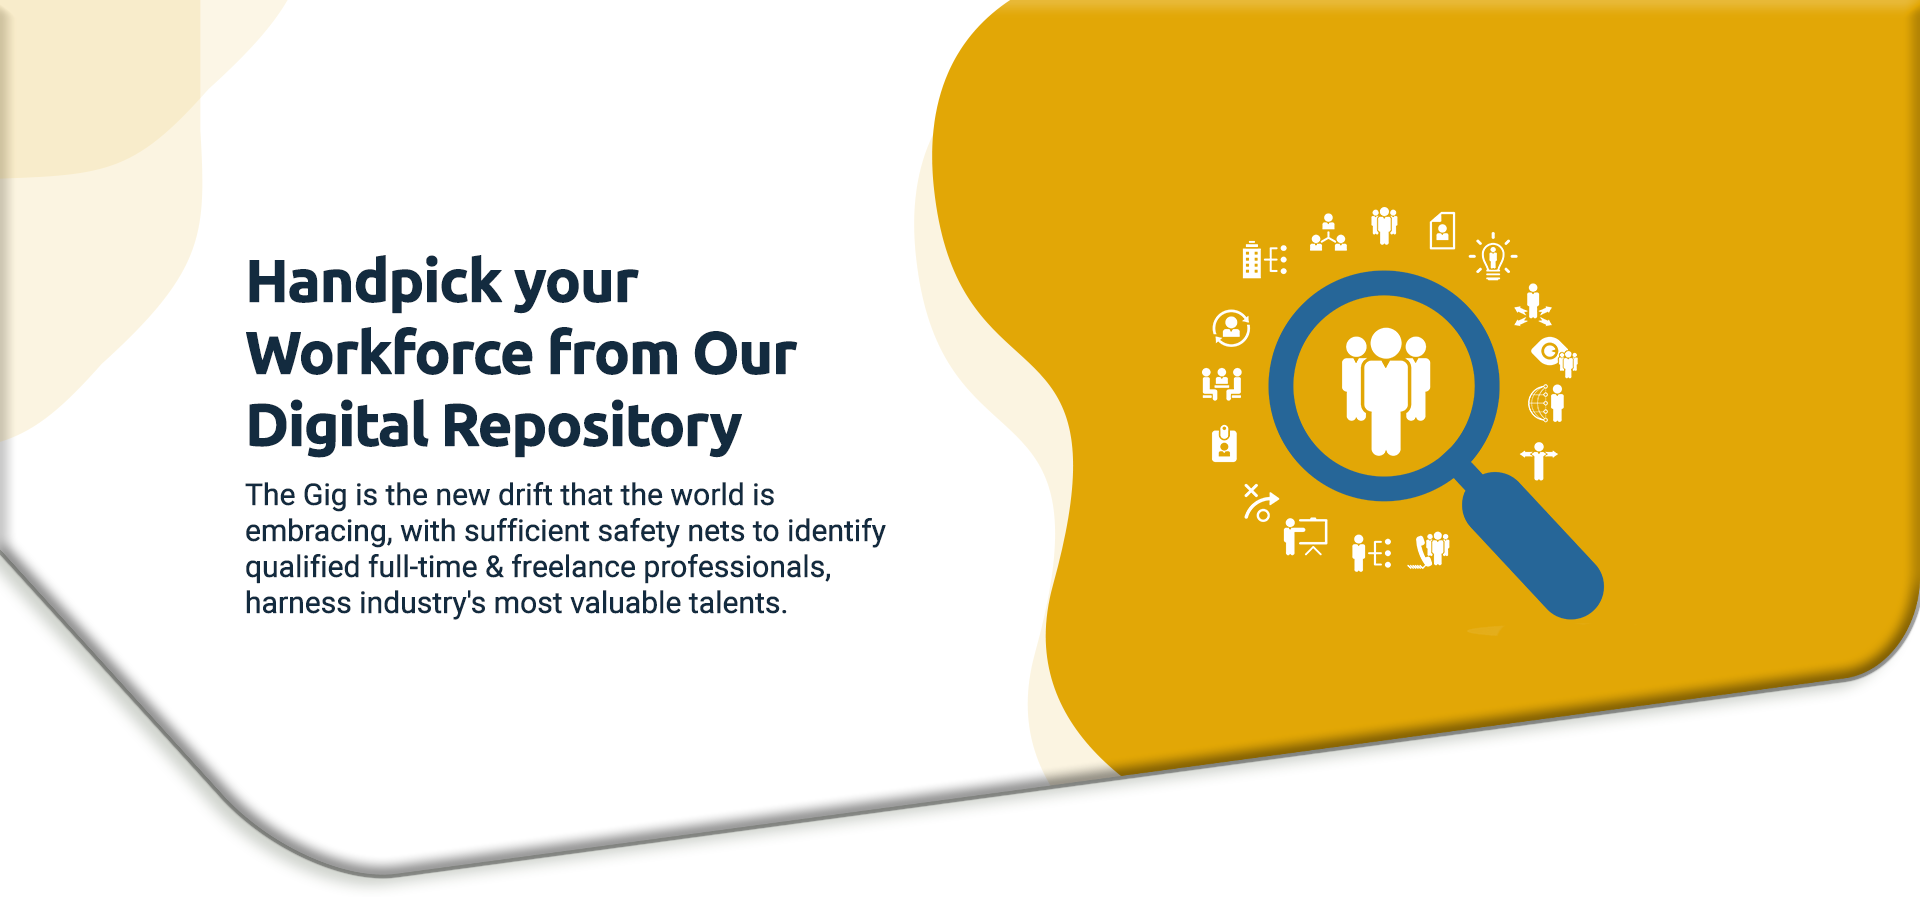 Handpick your
Workforce from Our
Digital Repository
The Gig is the new drift that the world is
embracing, with sufficient safety nets to identify
qualified full-time & freelance professionals,
harness industry's most valuable talents.